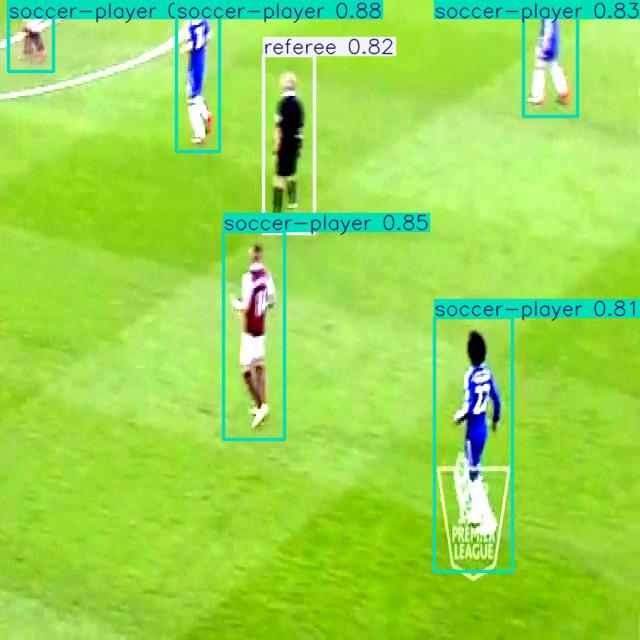 soccer-player (soccer-player 0.88
soccer-player 0.83
referee 0.82
soccer-player 0.85
soccer-player 0.81
PREMIER
LEAGUE